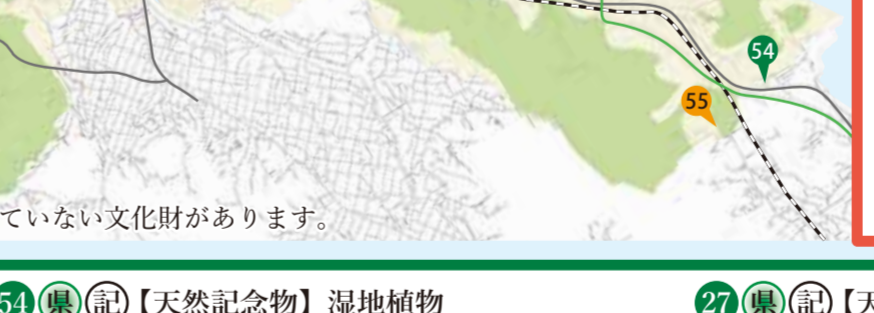 54
55
ていない文化財があります。
54 県 記 【天然記念物】 湿地植物
27 県 記 【天